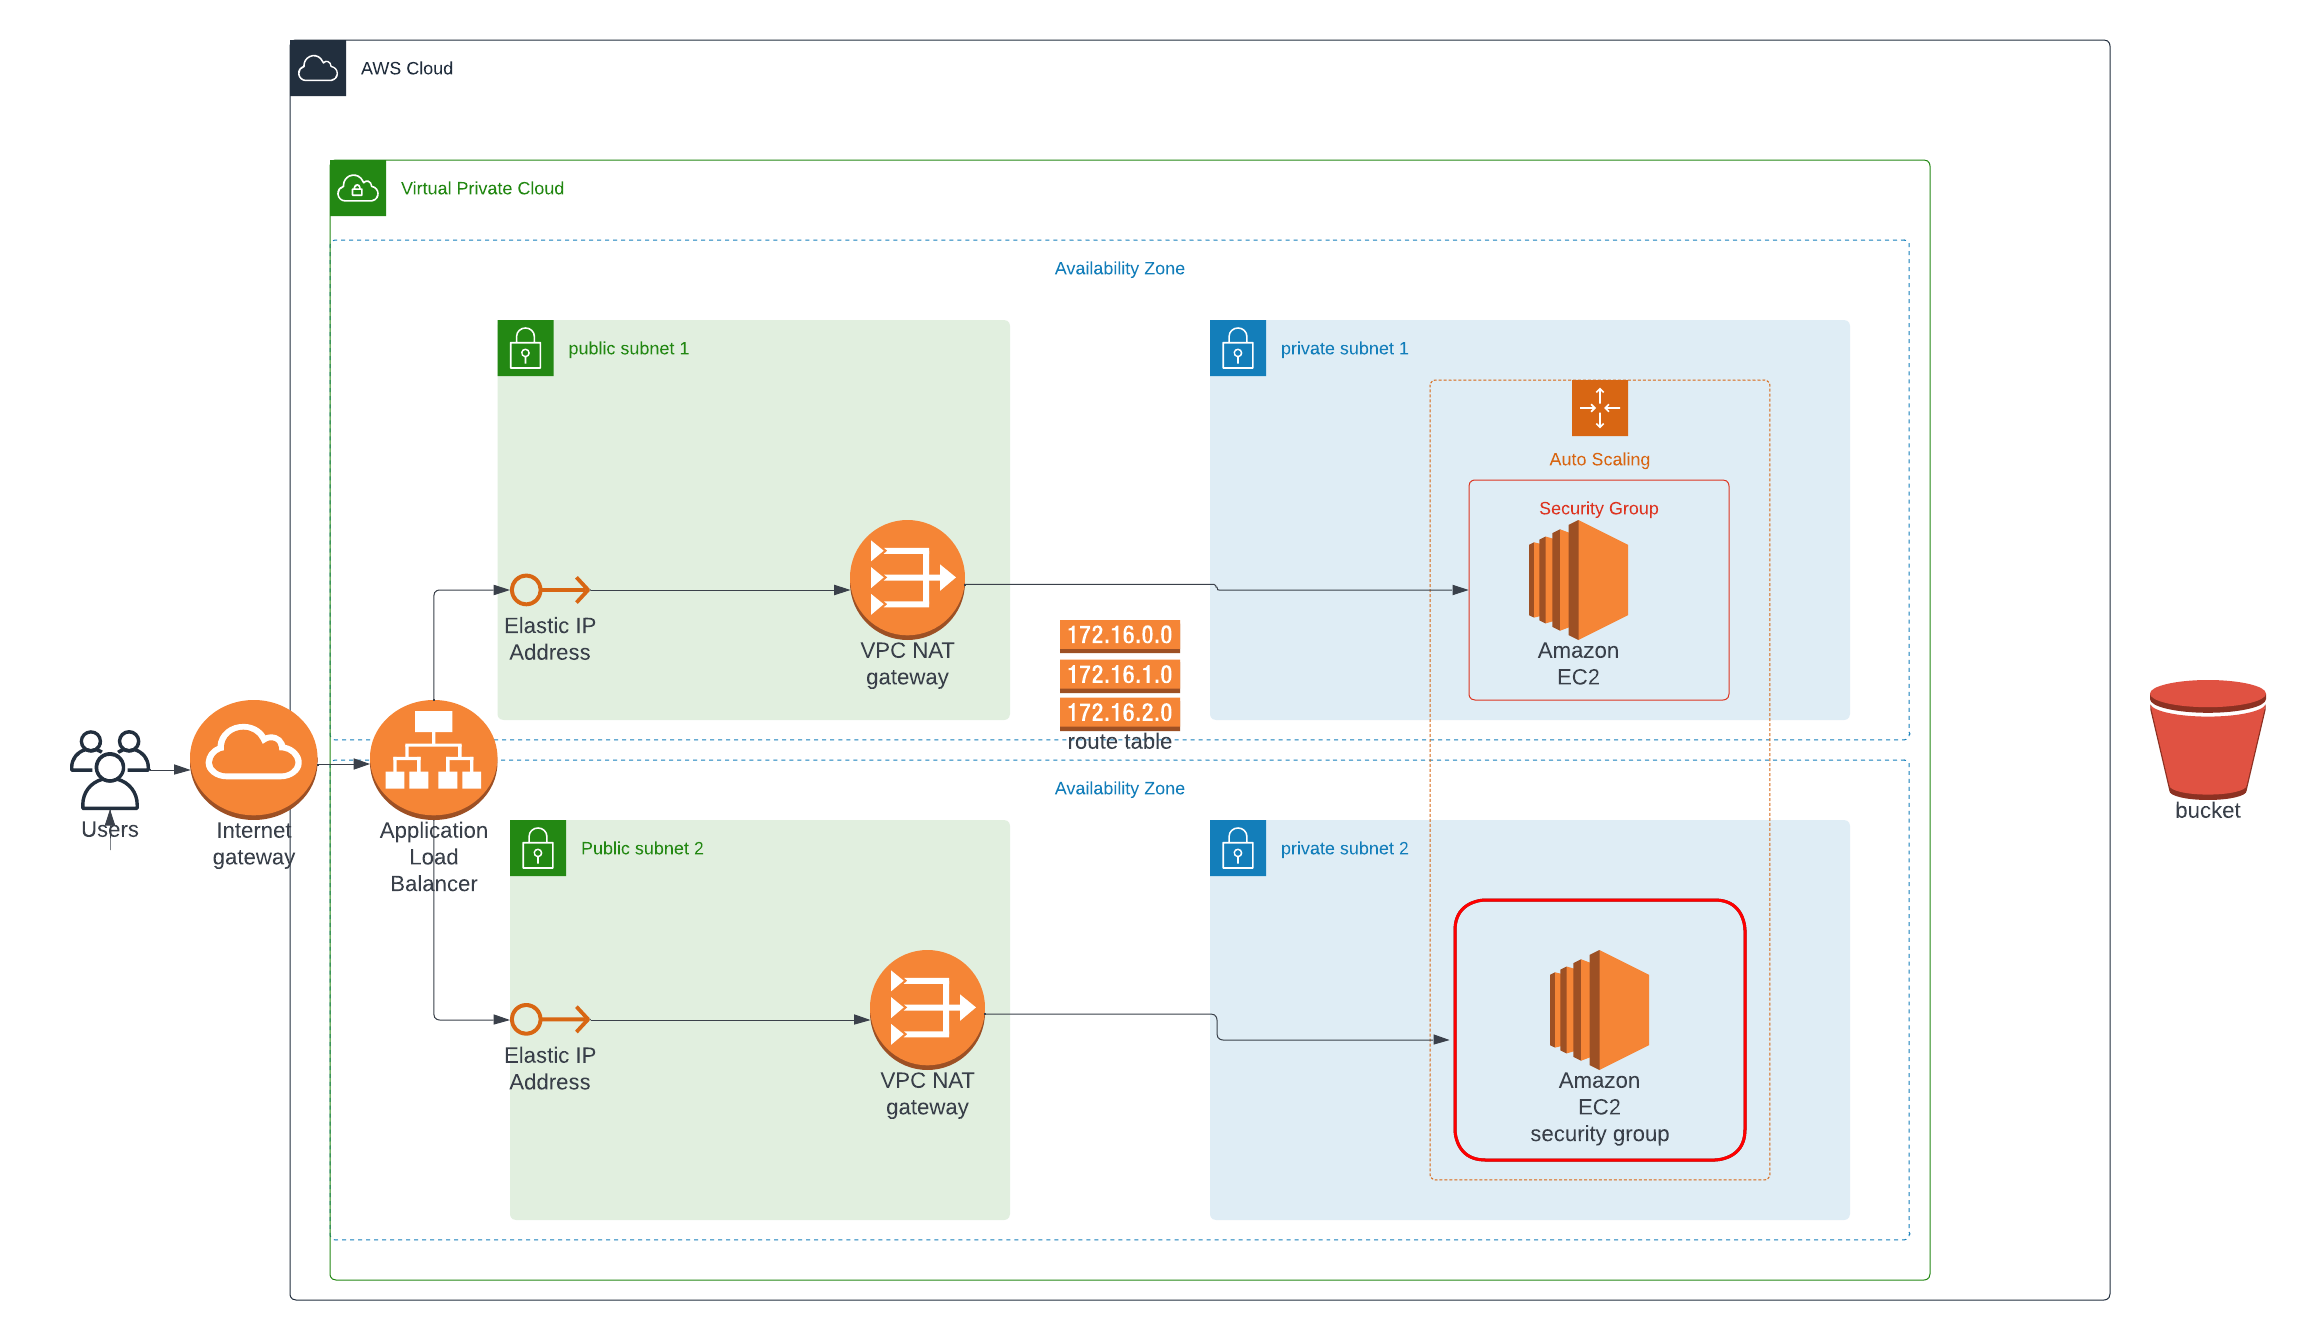 AWS Cloud
Virtual Private Cloud
Availability Zone
public subnet 1
private subnet 1
Auto Scaling
Security Group
Elastic IP
Address
VPC NAT
gateway
172.16.0.0
172.16.1.0
172.16.2.0
route table
Amazon
EC2
Users
Internet
gateway
Application
Load
Balancer
bucket
Availability Zone
Public subnet 2
private subnet 2
Elastic IP
Address
VPC NAT
gateway
Amazon
EC2
security group